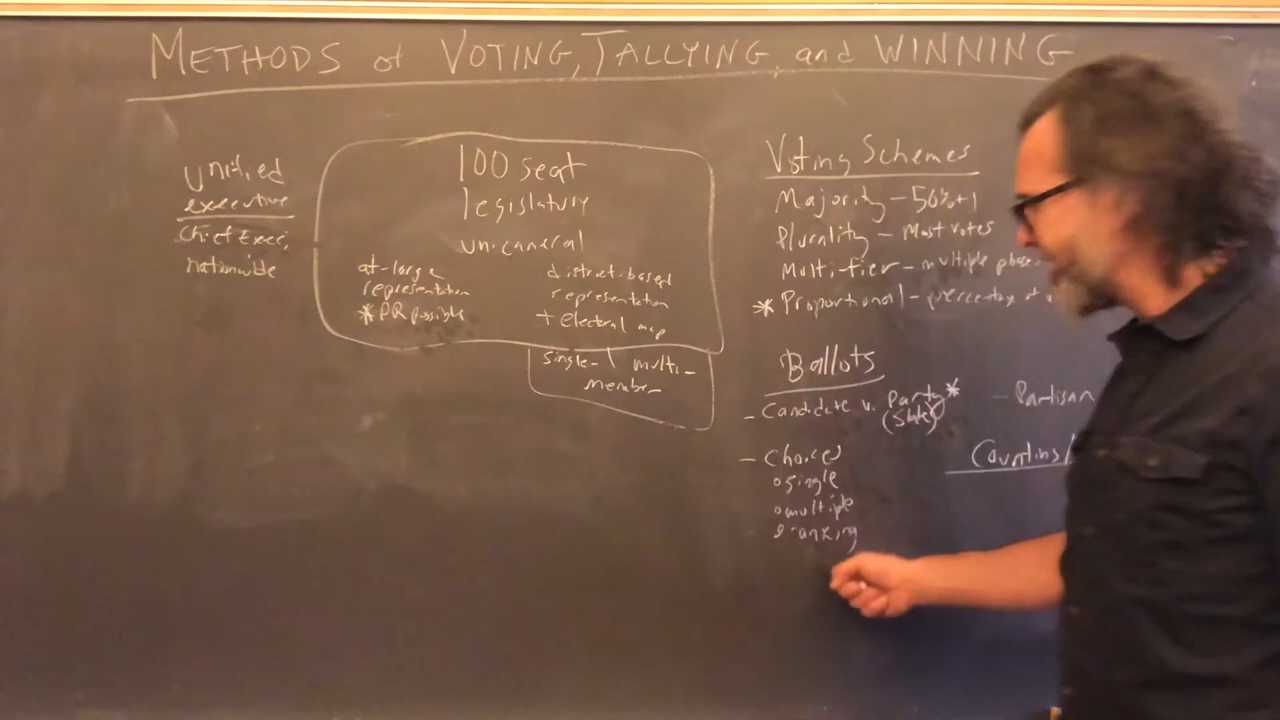 METHODS of VOTING, TALLYING, and WINNING
Unified
executive
Chief Exec,
nationwide
100 seat
legislature
unicameral
at-large
representation
*PR possible
district-based
representation
+ electoral map
single- \ multi-
member
Voting Schemes
Majority - 50%+1
Plurality - Most votes
Multi-tier - multiple phase
* Proportional - percentage of v
Ballots
- Candidate v. Party*
(Slate)
- Partisan
- Choices
o single
o multiple
o ranking
Counting/